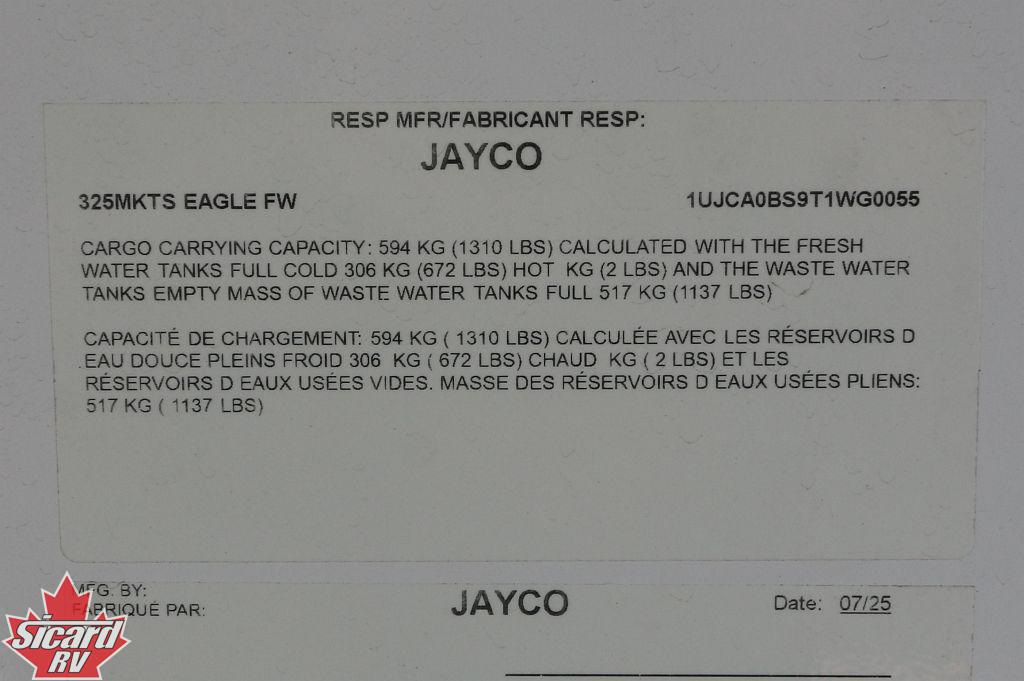 RESP MFR/FABRICANT RESP:
JAYCO
325MKTS EAGLE FW 1UJCA0BS9T1WG0055
CARGO CARRYING CAPACITY: 594 KG (1310 LBS) CALCULATED WITH THE FRESH
WATER TANKS FULL COLD 306 KG (672 LBS) HOT  KG (2 LBS) AND THE WASTE WATER
TANKS EMPTY MASS OF WASTE WATER TANKS FULL 517 KG (1137 LBS)
CAPACITÉ DE CHARGEMENT: 594 KG ( 1310 LBS) CALCULÉE AVEC LES RÉSERVOIRS D
EAU DOUCE PLEINS FROID 306  KG ( 672 LBS) CHAUD  KG ( 2 LBS) ET LES
RÉSERVOIRS D EAUX USÉES VIDES. MASSE DES RÉSERVOIRS D EAUX USÉES PLIENS:
517 KG ( 1137 LBS)
MFG. BY:
FABRIQUÉ PAR: JAYCO Date: 07/25
Sicard
RV